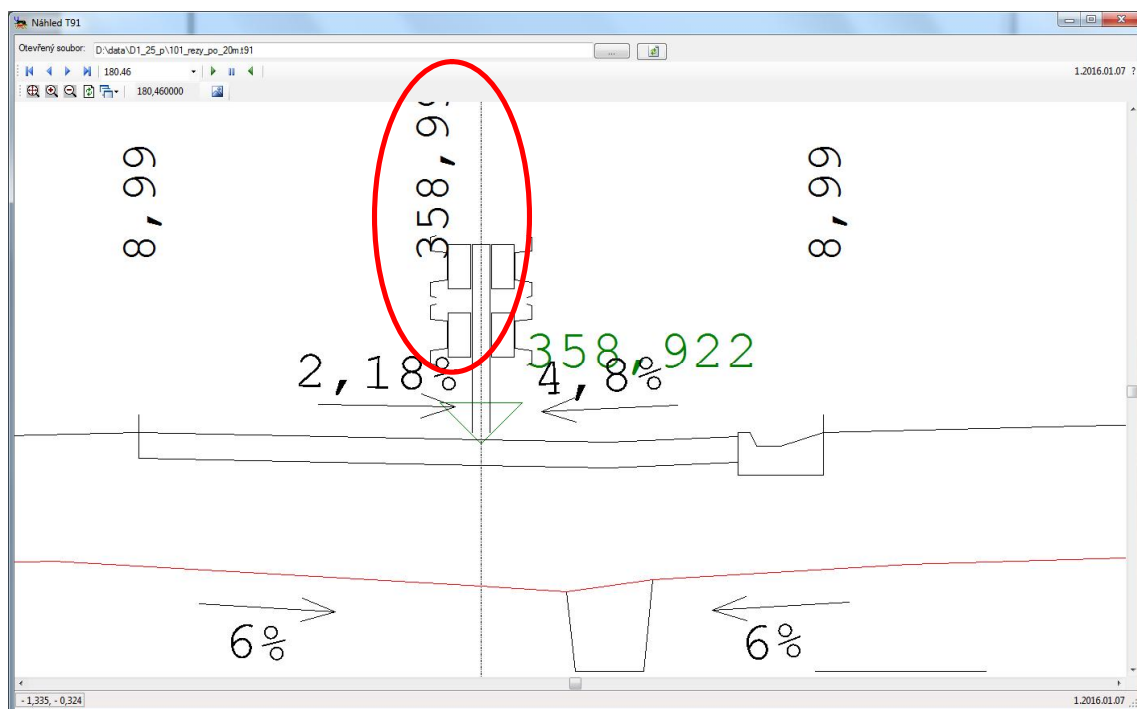 Náhled T91
Otevřený soubor: D:\data\D1_25_p\101_rezy_po_20m.t91 ...
180.46 1.2016.01.07 ?
180,460000
8,99
8,99
358,922
2,18% 4,8%
6% 6%
- 1,335, - 0,324 1.2016.01.07